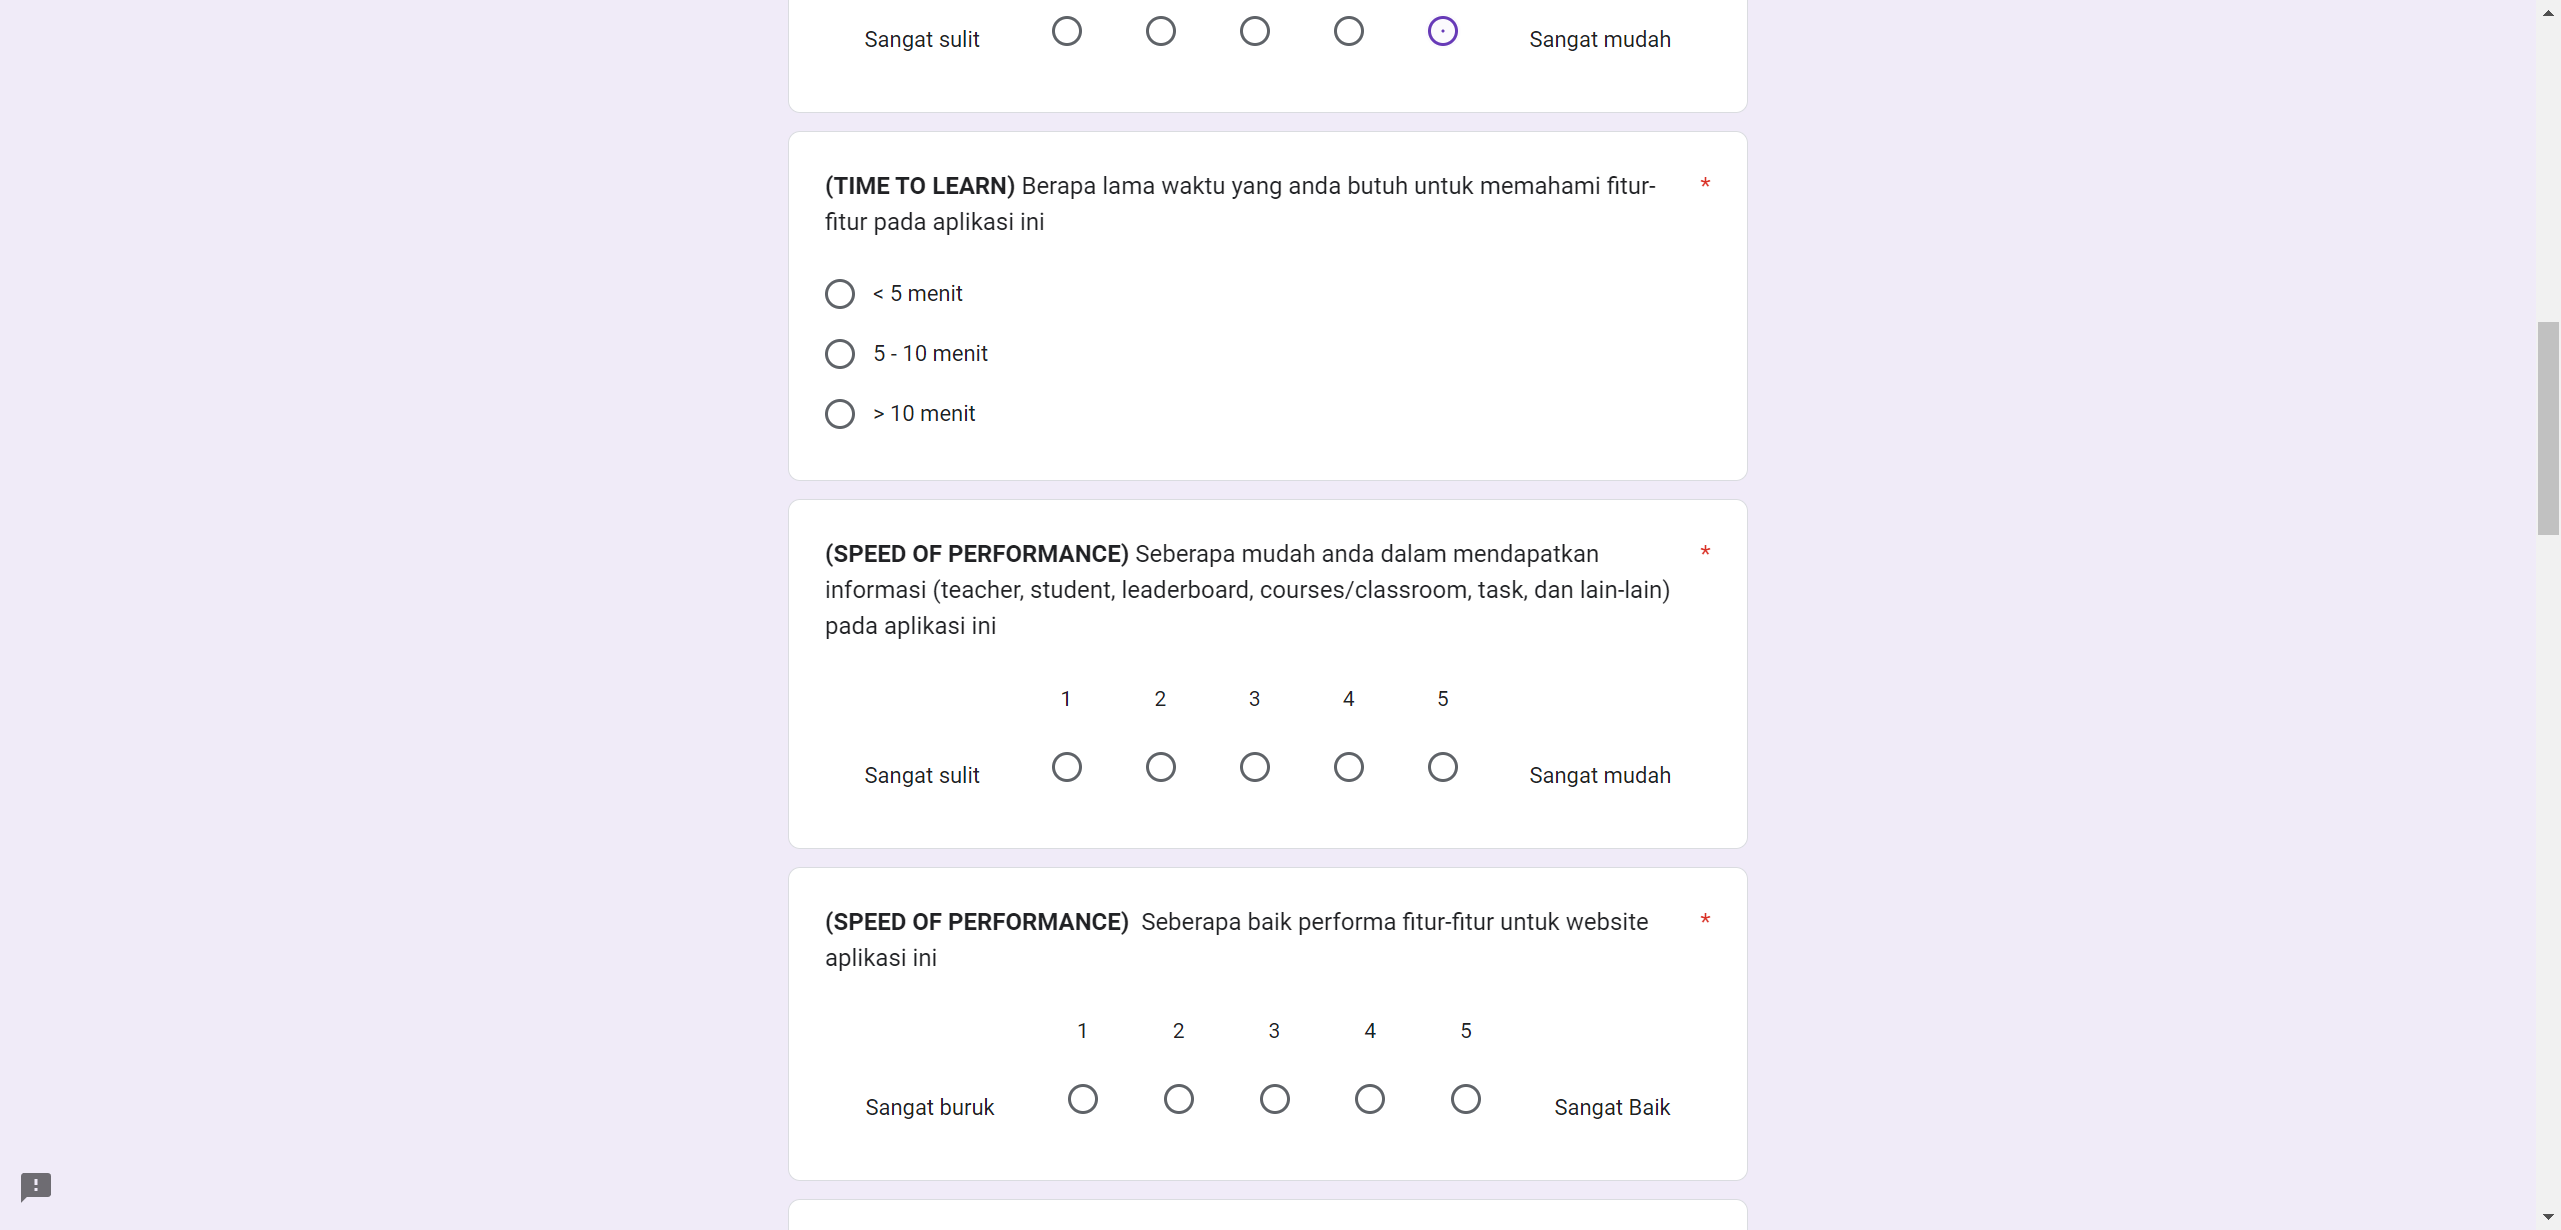 Sangat sulit Sangat mudah
(TIME TO LEARN) Berapa lama waktu yang anda butuh untuk memahami fitur- *
fitur pada aplikasi ini
< 5 menit
5 - 10 menit
> 10 menit
(SPEED OF PERFORMANCE) Seberapa mudah anda dalam mendapatkan *
informasi (teacher, student, leaderboard, courses/classroom, task, dan lain-lain)
pada aplikasi ini
1 2 3 4 5
Sangat sulit Sangat mudah
(SPEED OF PERFORMANCE) Seberapa baik performa fitur-fitur untuk website *
aplikasi ini
1 2 3 4 5
Sangat buruk Sangat Baik